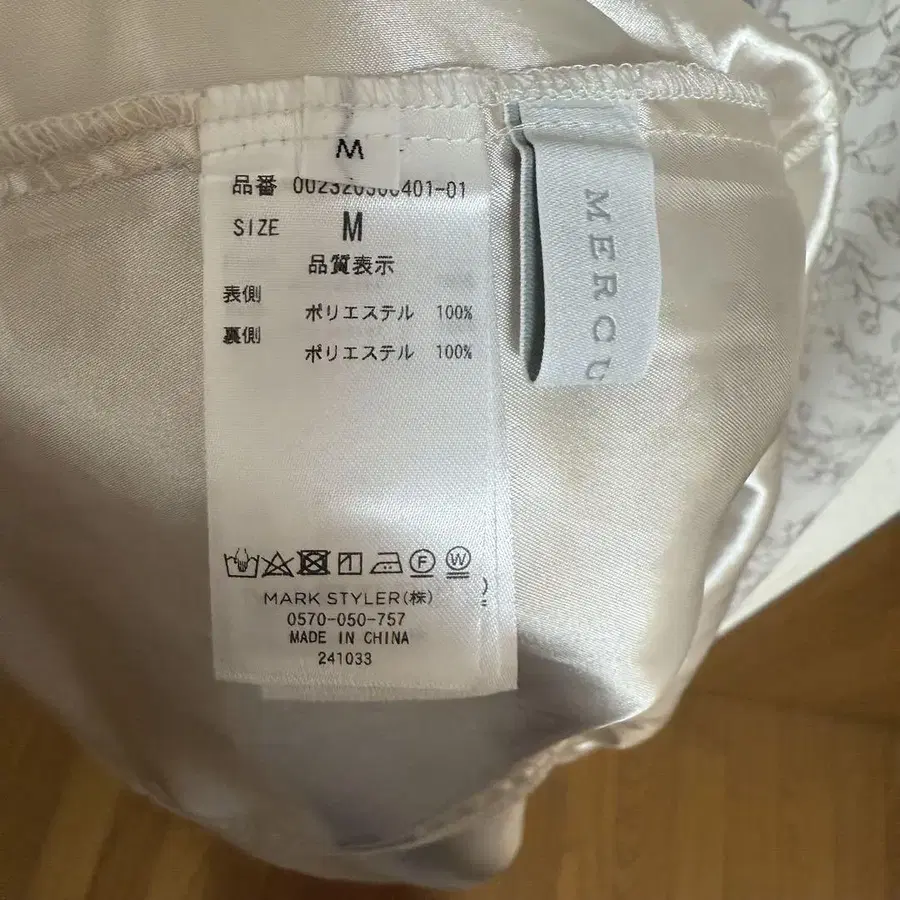 M
品番 002320300401-01
SIZE M
品質表示
表側
ポリエステル 100%
裏側
ポリエステル 100%
MARK STYLER(株)
0570-050-757
MADE IN CHINA
241033
MERCU
F
W